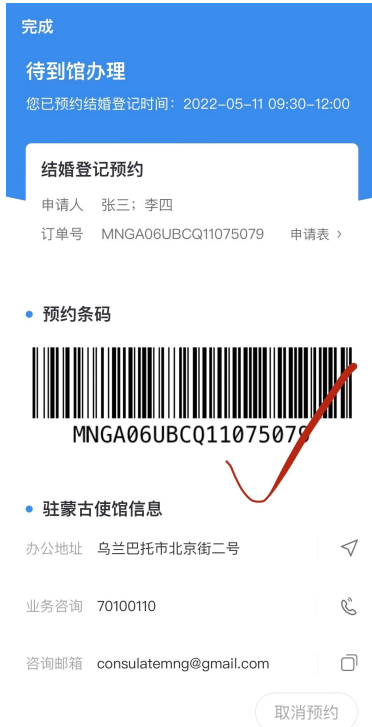 完成
待到馆办理
您已预约结婚登记时间：2022-05-11 09:30-12:00
结婚登记预约
申请人 张三；李四
订单号 MNGA06UBCQ11075079 申请表 >
预约条码
MNGA06UBCQ11075079
驻蒙古使馆信息
办公地址 乌兰巴托市北京街二号
业务咨询 70100110
咨询邮箱 consulatemng@gmail.com
取消预约